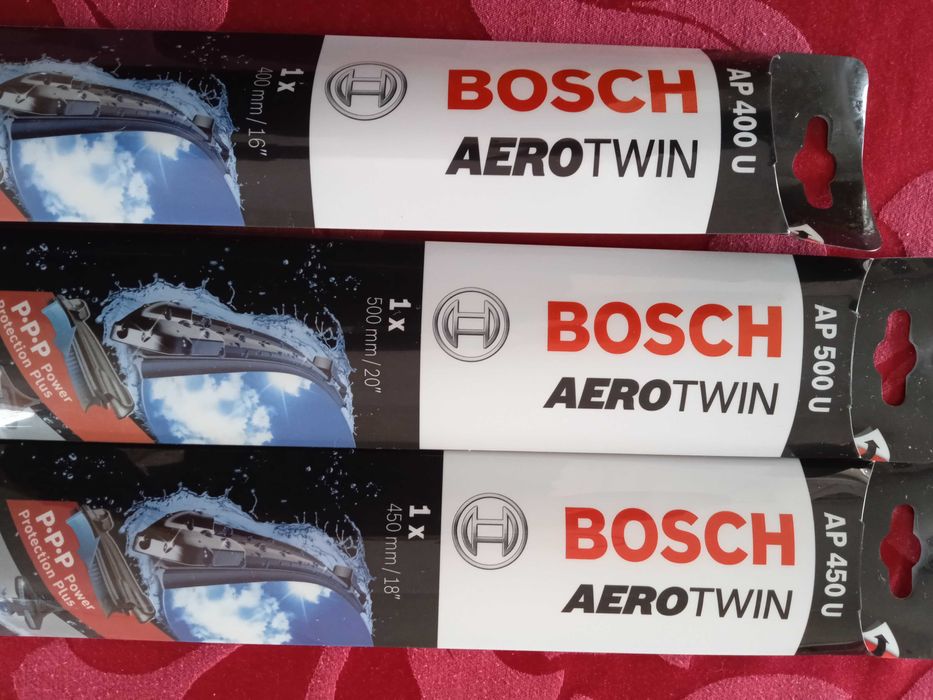 1 x
400 mm / 16"
BOSCH
AEROTWIN
AP 400 U
P.P.P Power
Protection Plus
1 x
500 mm / 20"
BOSCH
AEROTWIN
AP 500 U
P.P.P Power
Protection Plus
1 x
450 mm / 18"
BOSCH
AEROTWIN
AP 450 U